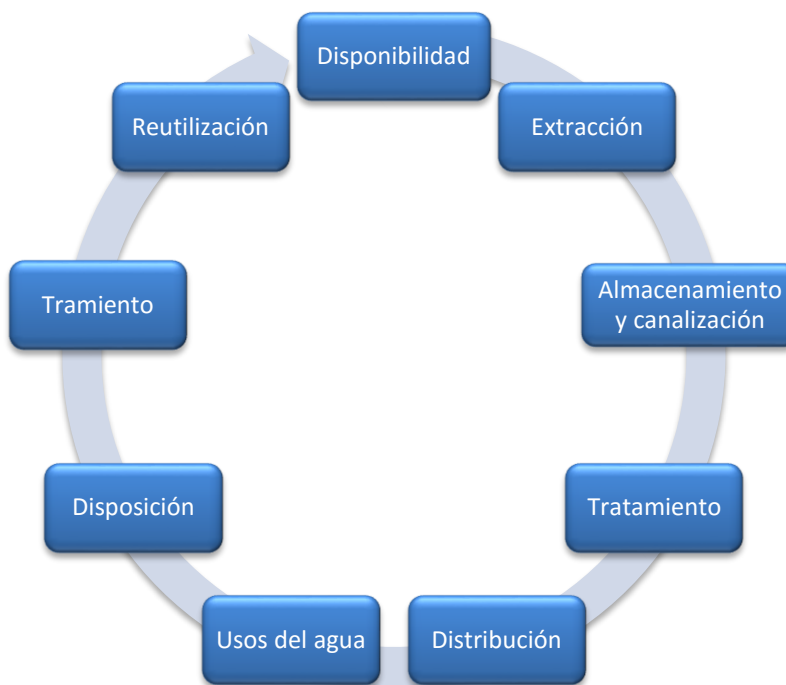 Disponibilidad
Extracción
Almacenamiento
y canalización
Tratamiento
Distribución
Usos del agua
Disposición
Tramiento
Reutilización